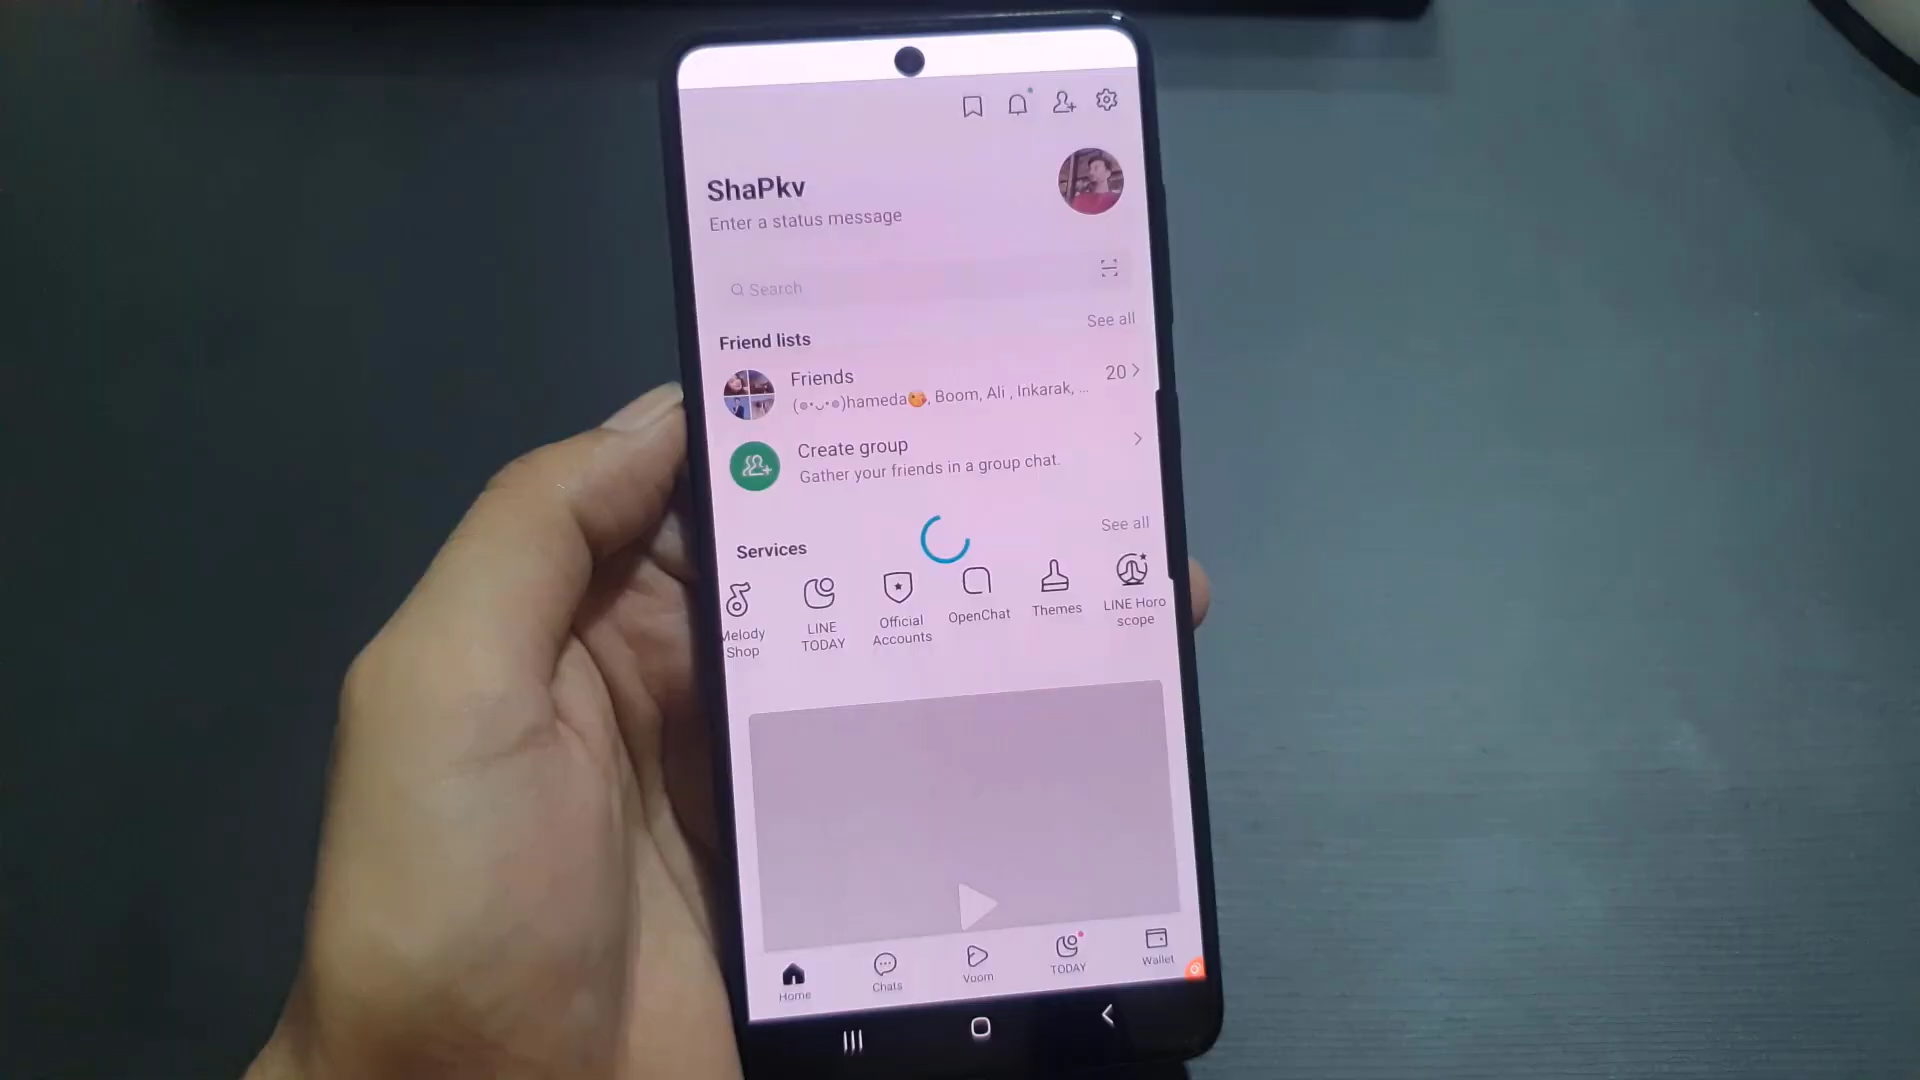 ShaPkv
Enter a status message
Search
Friend lists
See all
Friends
20
(๑•ᴗ•๑)hameda😘, Boom, Ali , Inkarak, ...
Create group
Gather your friends in a group chat.
Services
See all
Melody
Shop
LINE
TODAY
Official
Accounts
OpenChat
Themes
LINE Horo
scope
Home
Chats
Voom
TODAY
Wallet